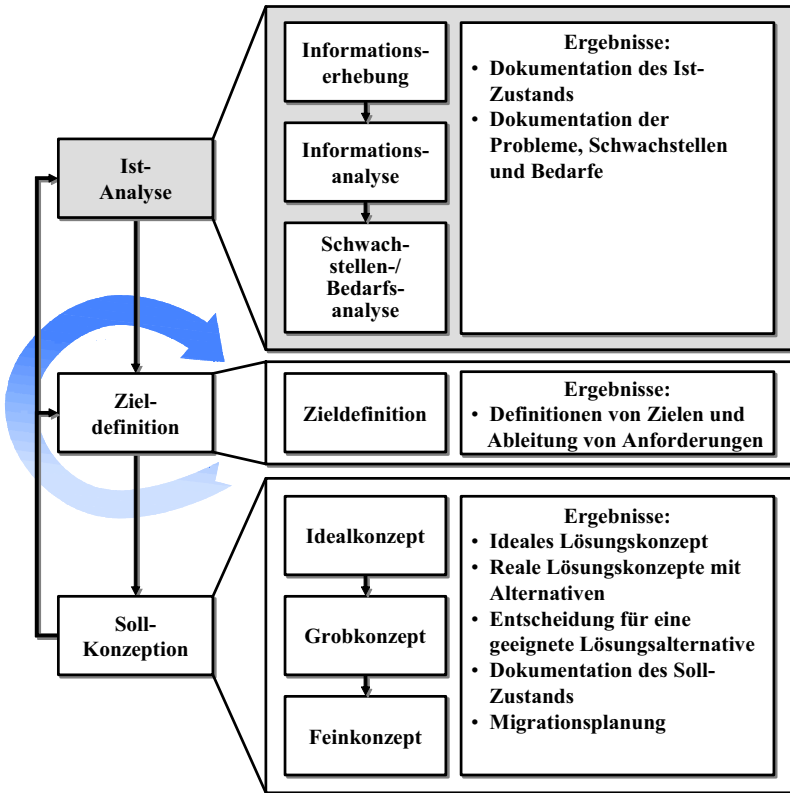 Ist-
Analyse
Informations-
erhebung
Informations-
analyse
Schwach-
stellen-/
Bedarfs-
analyse
Ergebnisse:
• Dokumentation des Ist-
Zustands
• Dokumentation der
Probleme, Schwachstellen
und Bedarfe
Ziel-
definition
Zieldefinition
Ergebnisse:
• Definitionen von Zielen und
Ableitung von Anforderungen
Soll-
Konzeption
Idealkonzept
Grobkonzept
Feinkonzept
Ergebnisse:
• Ideales Lösungskonzept
• Reale Lösungskonzepte mit
Alternativen
• Entscheidung für eine
geeignete Lösungsalternative
• Dokumentation des Soll-
Zustands
• Migrationsplanung